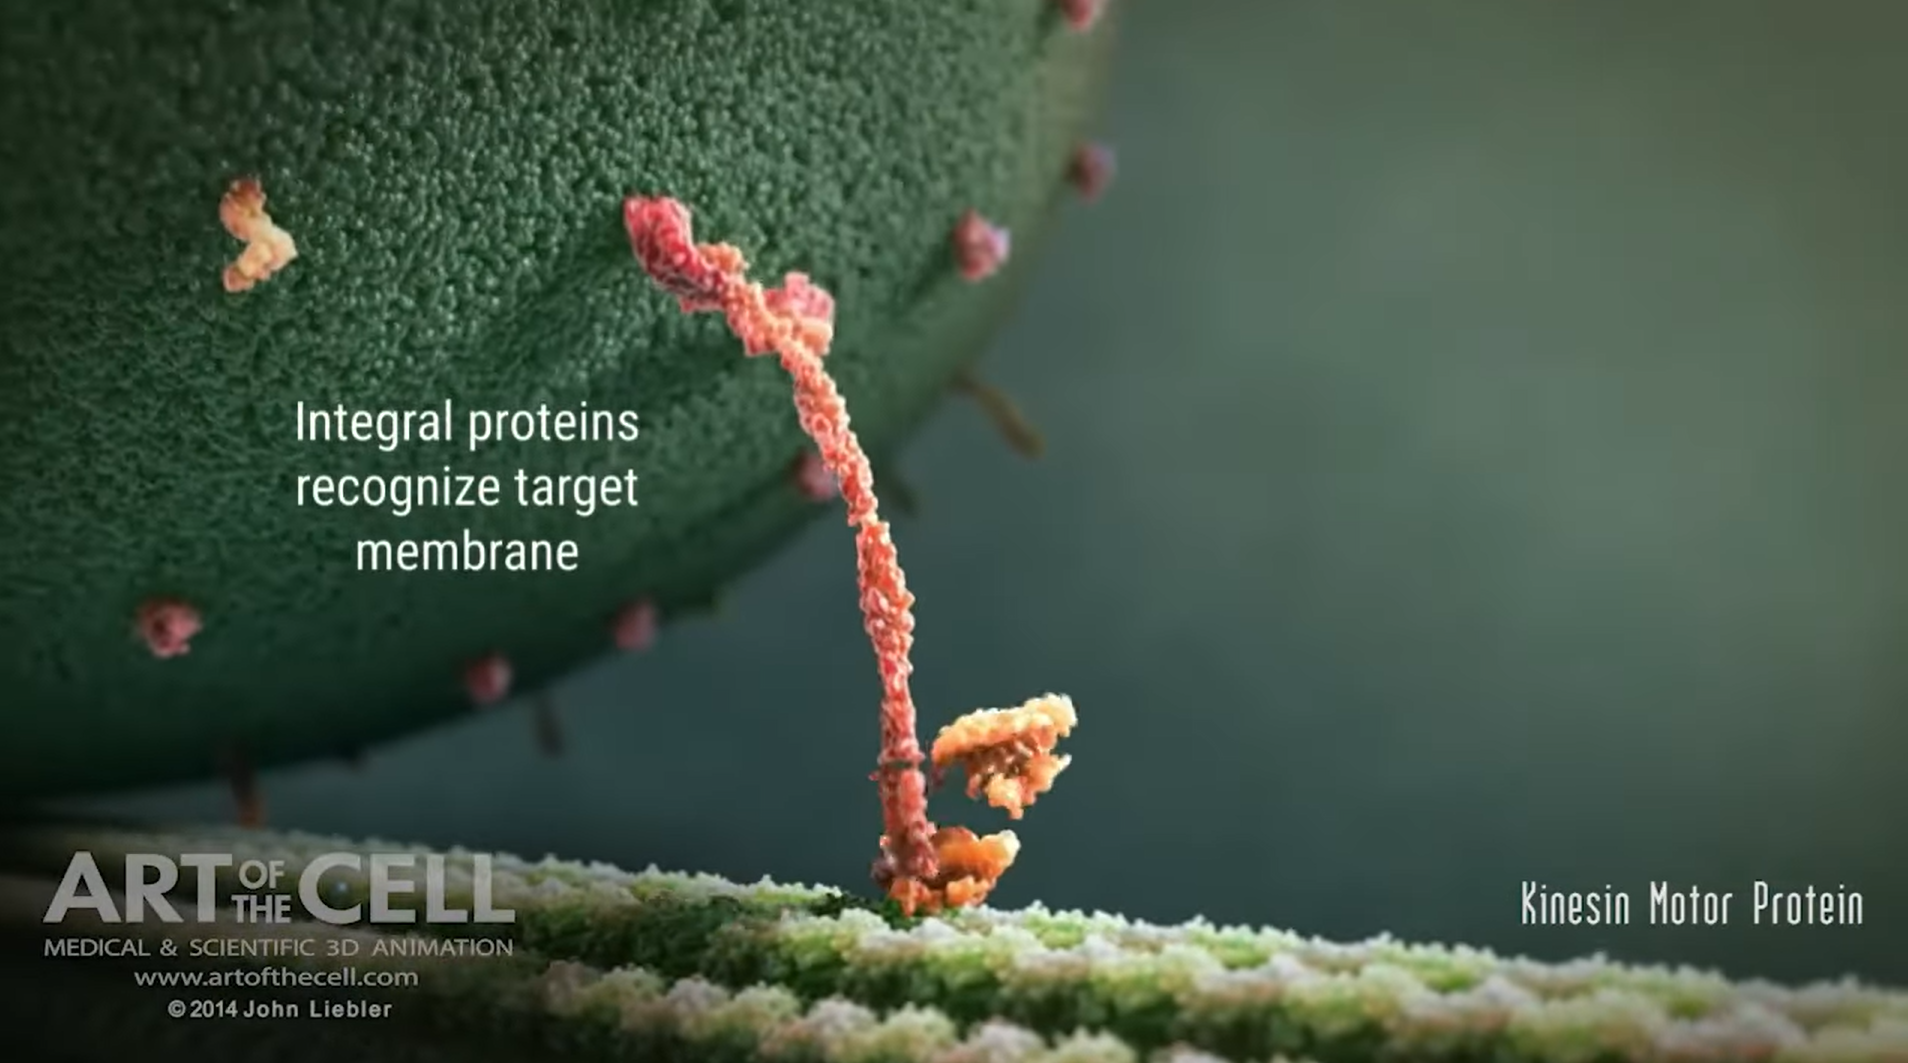 Integral proteins
recognize target
membrane
Kinesin Motor Protein
ART OF THE CELL
MEDICAL & SCIENTIFIC 3D ANIMATION
www.artofthecell.com
©2014 John Liebler